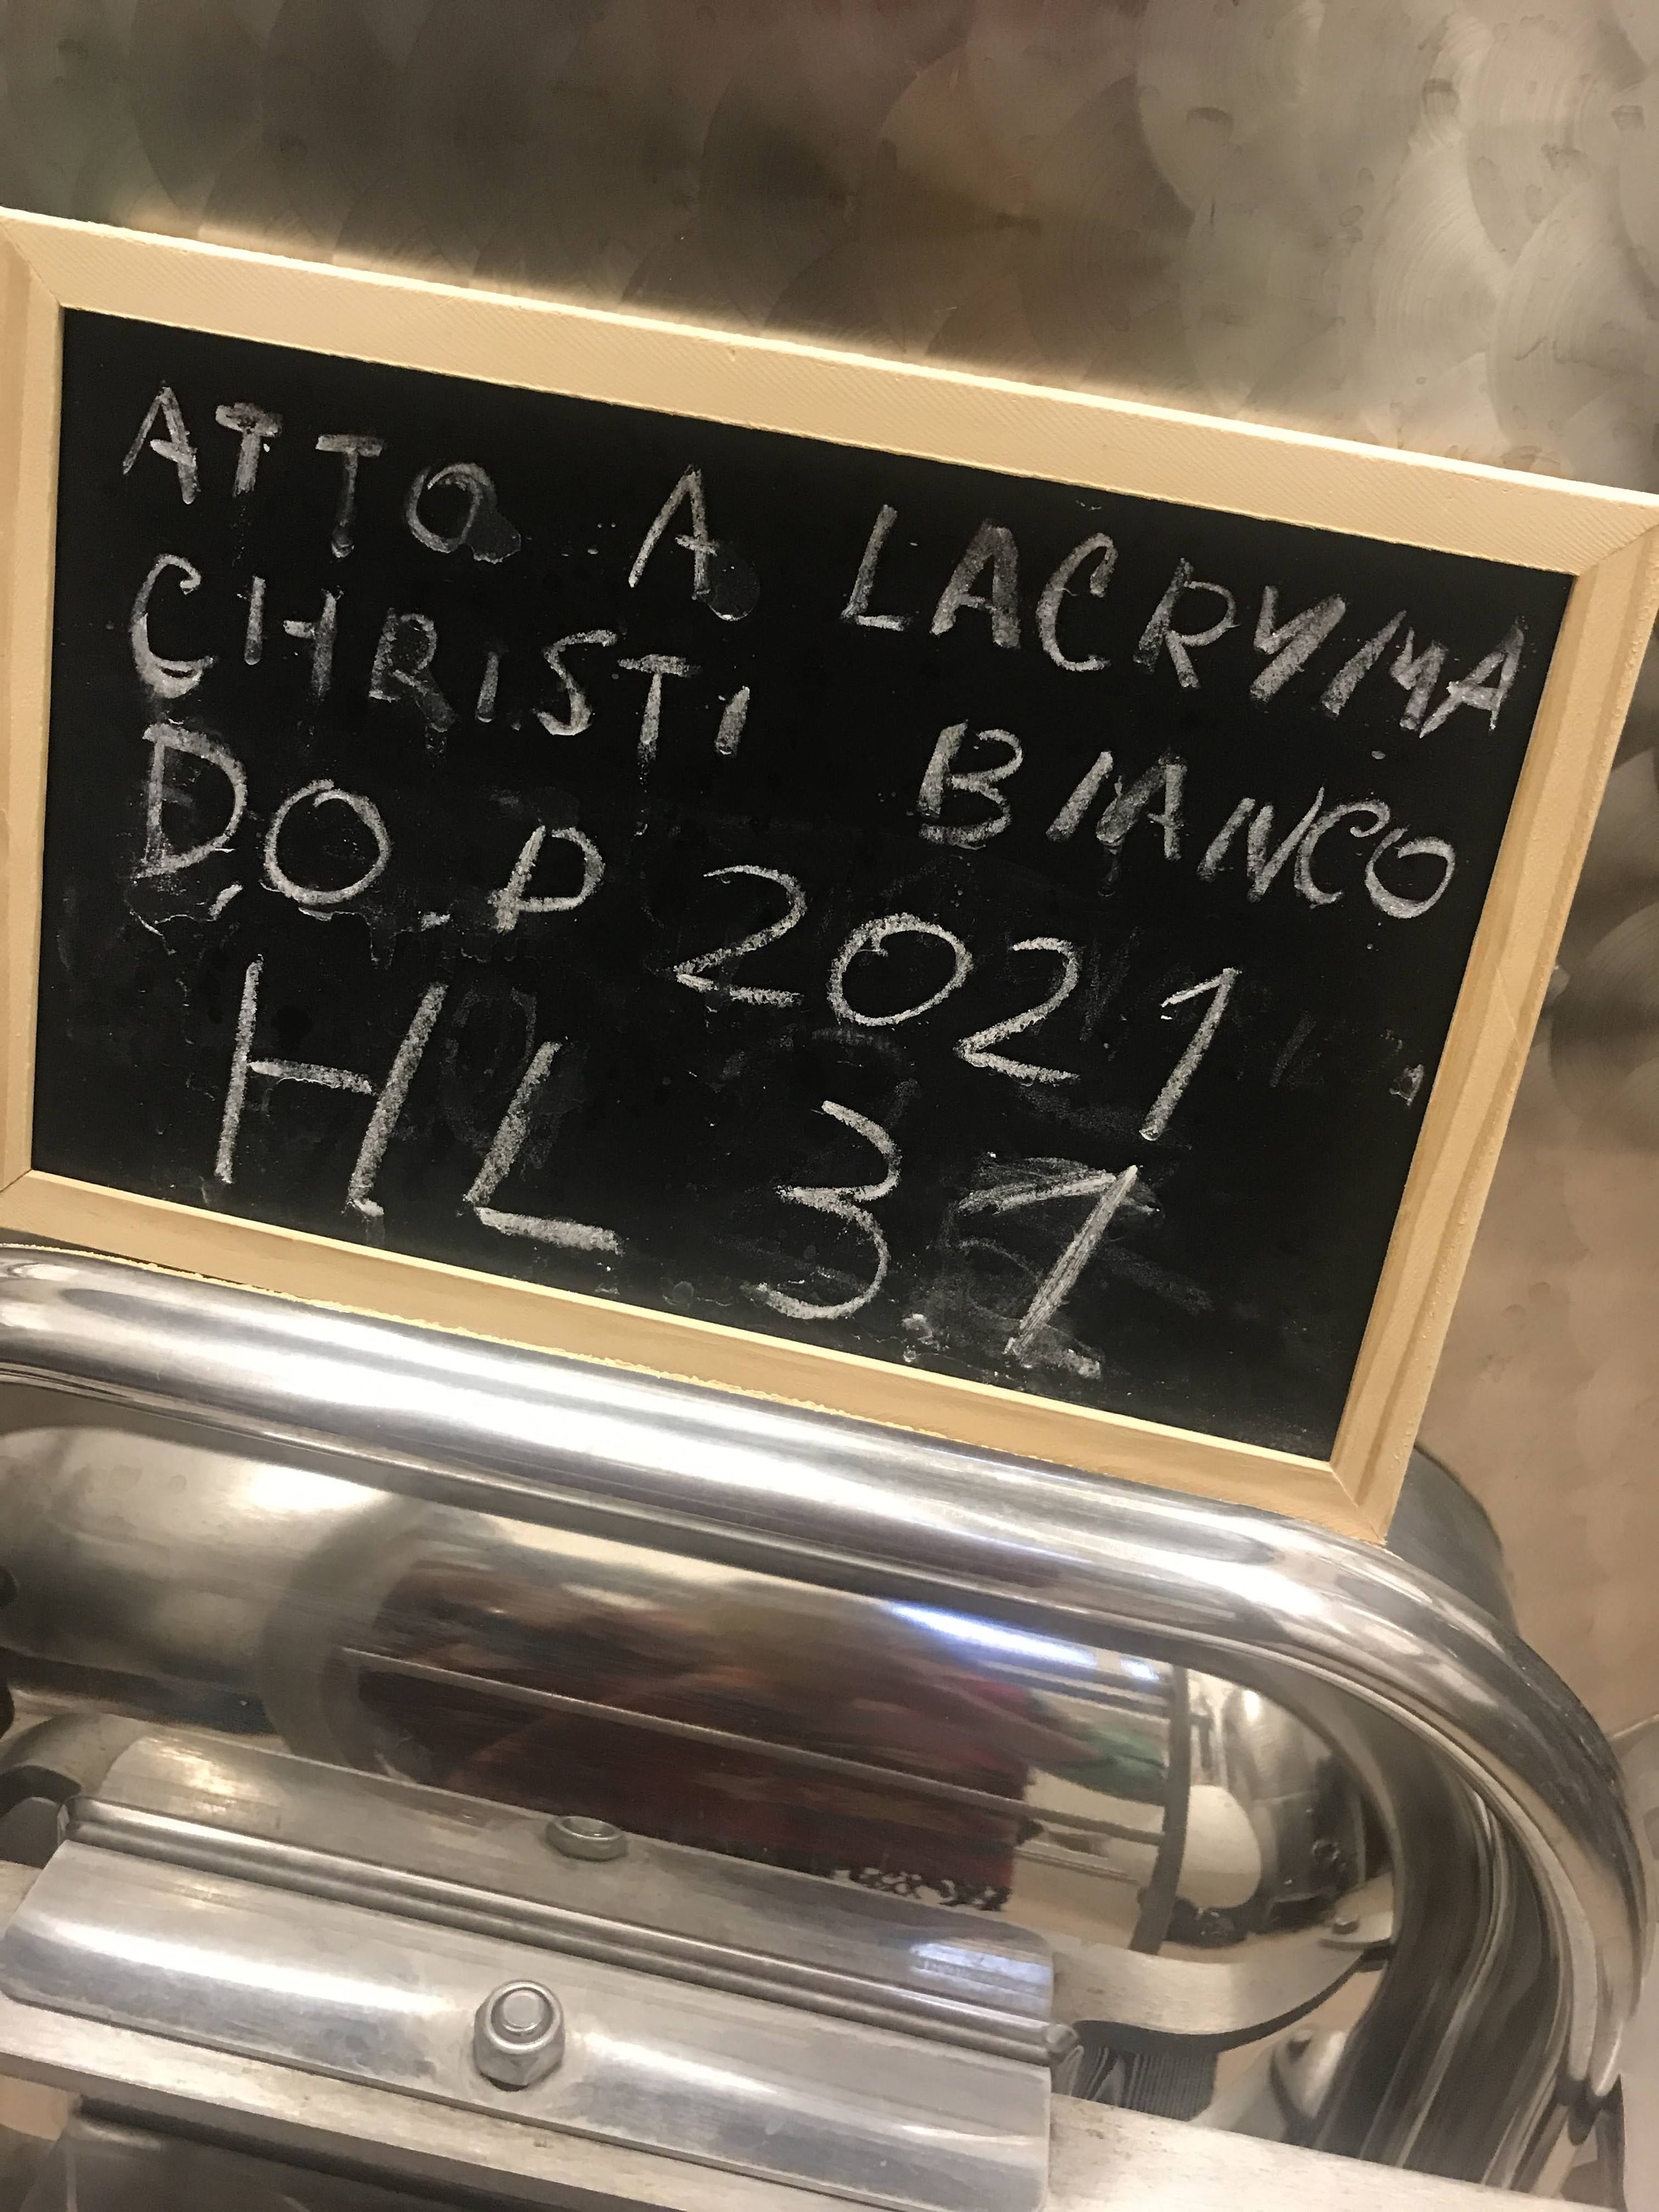 ATTO A LACRYMA
CHRISTI BIANCO
D.O.P 2021
HL 31